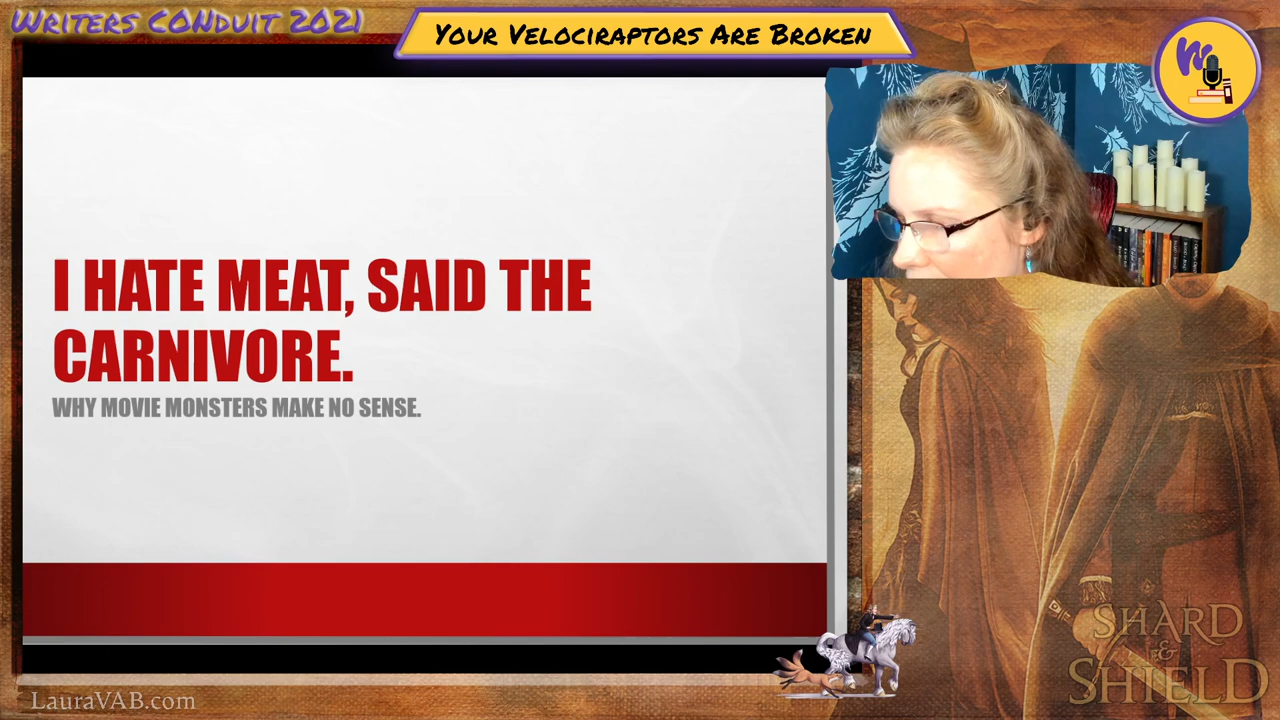 Writers CONduit 2021
Your Velociraptors Are Broken
W
I HATE MEAT, SAID THE
CARNIVORE.
WHY MOVIE MONSTERS MAKE NO SENSE.
SHARD
&
SHIELD
LauraVAB.com